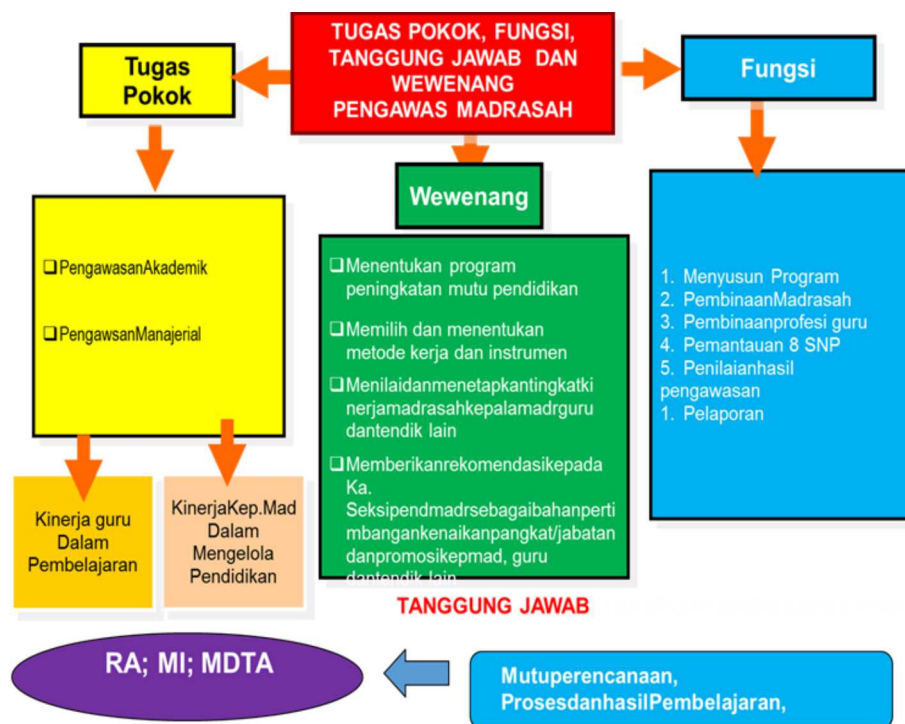 TUGAS POKOK, FUNGSI,
TANGGUNG JAWAB DAN
WEWENANG
PENGAWAS MADRASAH
Tugas
Pokok
❑PengawasanAkademik
❑PengawsanManajerial
Kinerja guru
Dalam
Pembelajaran
KinerjaKep.Mad
Dalam
Mengelola
Pendidikan
Wewenang
❑Menentukan program
peningkatan mutu pendidikan
❑Memilih dan menentukan
metode kerja dan instrumen
❑Menilaidanmenetapkantingkatki
nerjamadrasahkepalamadrguru
dantendik lain
❑Memberikanrekomendasikepada
Ka.
Seksipendmadrsebagaibahanperti
mbangankenaikanpangkat/jabatan
danpromosikepmad, guru
dantendik lain
Fungsi
1. Menyusun Program
2. PembinaanMadrasah
3. Pembinaanprofesi guru
4. Pemantauan 8 SNP
5. Penilaianhasil
pengawasan
1. Pelaporan
TANGGUNG JAWAB
RA; MI; MDTA
Mutuperencanaan,
ProsesdanhasilPembelajaran,